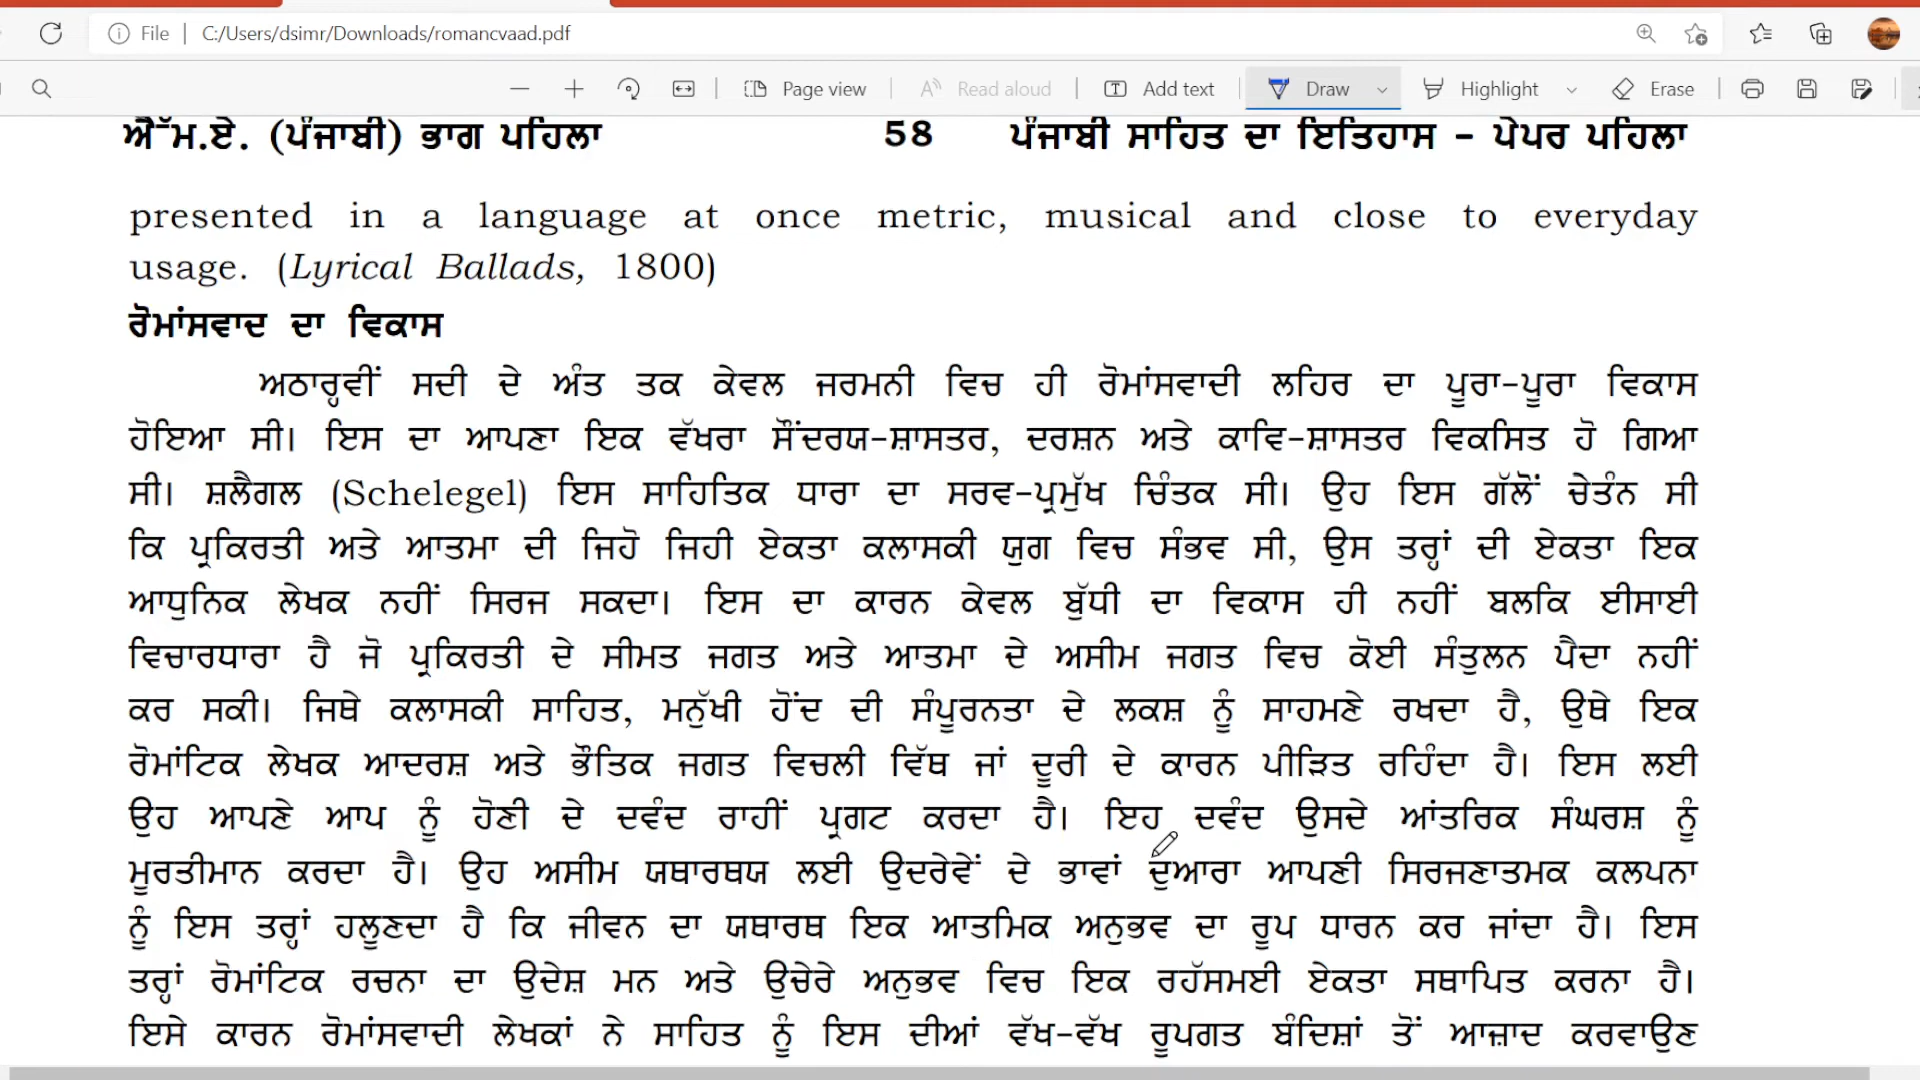 File | C:/Users/dsimr/Downloads/romancvaad.pdf
Page view Read aloud Add text Draw Highlight Erase
ਐੱਮ.ਏ. (ਪੰਜਾਬੀ) ਭਾਗ ਪਹਿਲਾ 58 ਪੰਜਾਬੀ ਸਾਹਿਤ ਦਾ ਇਤਿਹਾਸ – ਪੇਪਰ ਪਹਿਲਾ
presented in a language at once metric, musical and close to everyday
usage. (Lyrical Ballads, 1800)
ਰੋਮਾਂਸਵਾਦ ਦਾ ਵਿਕਾਸ
ਅਠਾਰ੍ਹਵੀਂ ਸਦੀ ਦੇ ਅੰਤ ਤਕ ਕੇਵਲ ਜਰਮਨੀ ਵਿਚ ਹੀ ਰੋਮਾਂਸਵਾਦੀ ਲਹਿਰ ਦਾ ਪੂਰਾ-ਪੂਰਾ ਵਿਕਾਸ
ਹੋਇਆ ਸੀ। ਇਸ ਦਾ ਆਪਣਾ ਇਕ ਵੱਖਰਾ ਸੌਂਦਰਯ-ਸ਼ਾਸਤਰ, ਦਰਸ਼ਨ ਅਤੇ ਕਾਵਿ-ਸ਼ਾਸਤਰ ਵਿਕਸਿਤ ਹੋ ਗਿਆ
ਸੀ। ਸ਼ਲੈਗਲ (Schelegel) ਇਸ ਸਾਹਿਤਿਕ ਧਾਰਾ ਦਾ ਸਰਵ-ਪ੍ਰਮੁੱਖ ਚਿੰਤਕ ਸੀ। ਉਹ ਇਸ ਗੱਲੋਂ ਚੇਤੰਨ ਸੀ
ਕਿ ਪ੍ਰਕਿਰਤੀ ਅਤੇ ਆਤਮਾ ਦੀ ਜਿਹੋ ਜਿਹੀ ਏਕਤਾ ਕਲਾਸਕੀ ਯੁਗ ਵਿਚ ਸੰਭਵ ਸੀ, ਉਸ ਤਰ੍ਹਾਂ ਦੀ ਏਕਤਾ ਇਕ
ਆਧੁਨਿਕ ਲੇਖਕ ਨਹੀਂ ਸਿਰਜ ਸਕਦਾ। ਇਸ ਦਾ ਕਾਰਨ ਕੇਵਲ ਬੁੱਧੀ ਦਾ ਵਿਕਾਸ ਹੀ ਨਹੀਂ ਬਲਕਿ ਈਸਾਈ
ਵਿਚਾਰਧਾਰਾ ਹੈ ਜੋ ਪ੍ਰਕਿਰਤੀ ਦੇ ਸੀਮਤ ਜਗਤ ਅਤੇ ਆਤਮਾ ਦੇ ਅਸੀਮ ਜਗਤ ਵਿਚ ਕੋਈ ਸੰਤੁਲਨ ਪੈਦਾ ਨਹੀਂ
ਕਰ ਸਕੀ। ਜਿਥੇ ਕਲਾਸਕੀ ਸਾਹਿਤ, ਮਨੁੱਖੀ ਹੋਂਦ ਦੀ ਸੰਪੂਰਨਤਾ ਦੇ ਲਕਸ਼ ਨੂੰ ਸਾਹਮਣੇ ਰਖਦਾ ਹੈ, ਉਥੇ ਇਕ
ਰੋਮਾਂਟਿਕ ਲੇਖਕ ਆਦਰਸ਼ ਅਤੇ ਭੌਤਿਕ ਜਗਤ ਵਿਚਲੀ ਵਿੱਥ ਜਾਂ ਦੂਰੀ ਦੇ ਕਾਰਨ ਪੀੜਿਤ ਰਹਿੰਦਾ ਹੈ। ਇਸ ਲਈ
ਉਹ ਆਪਣੇ ਆਪ ਨੂੰ ਹੋਣੀ ਦੇ ਦਵੰਦ ਰਾਹੀਂ ਪ੍ਰਗਟ ਕਰਦਾ ਹੈ। ਇਹ ਦਵੰਦ ਉਸਦੇ ਆਂਤਰਿਕ ਸੰਘਰਸ਼ ਨੂੰ
ਮੂਰਤੀਮਾਨ ਕਰਦਾ ਹੈ। ਉਹ ਅਸੀਮ ਯਥਾਰਥਯ ਲਈ ਉਦਰੇਵੇਂ ਦੇ ਭਾਵਾਂ ਦੁਆਰਾ ਆਪਣੀ ਸਿਰਜਣਾਤਮਕ ਕਲਪਨਾ
ਨੂੰ ਇਸ ਤਰ੍ਹਾਂ ਹਲੂਣਦਾ ਹੈ ਕਿ ਜੀਵਨ ਦਾ ਯਥਾਰਥ ਇਕ ਆਤਮਿਕ ਅਨੁਭਵ ਦਾ ਰੂਪ ਧਾਰਨ ਕਰ ਜਾਂਦਾ ਹੈ। ਇਸ
ਤਰ੍ਹਾਂ ਰੋਮਾਂਟਿਕ ਰਚਨਾ ਦਾ ਉਦੇਸ਼ ਮਨ ਅਤੇ ਉਚੇਰੇ ਅਨੁਭਵ ਵਿਚ ਇਕ ਰਹੱਸਮਈ ਏਕਤਾ ਸਥਾਪਿਤ ਕਰਨਾ ਹੈ।
ਇਸੇ ਕਾਰਨ ਰੋਮਾਂਸਵਾਦੀ ਲੇਖਕਾਂ ਨੇ ਸਾਹਿਤ ਨੂੰ ਇਸ ਦੀਆਂ ਵੱਖ-ਵੱਖ ਰੂਪਗਤ ਬੰਦਿਸ਼ਾਂ ਤੋਂ ਆਜ਼ਾਦ ਕਰਵਾਉਣ